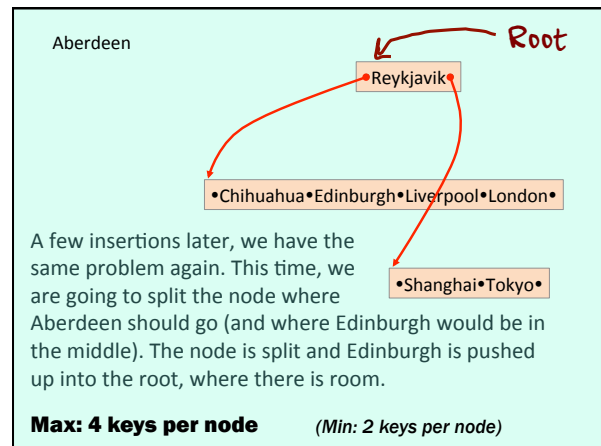 Aberdeen
Root
•Reykjavik•
•Chihuahua•Edinburgh•Liverpool•London•
A few insertions later, we have the
same problem again. This time, we
are going to split the node where
•Shanghai•Tokyo•
Aberdeen should go (and where Edinburgh would be in
the middle). The node is split and Edinburgh is pushed
up into the root, where there is room.
Max: 4 keys per node (Min: 2 keys per node)